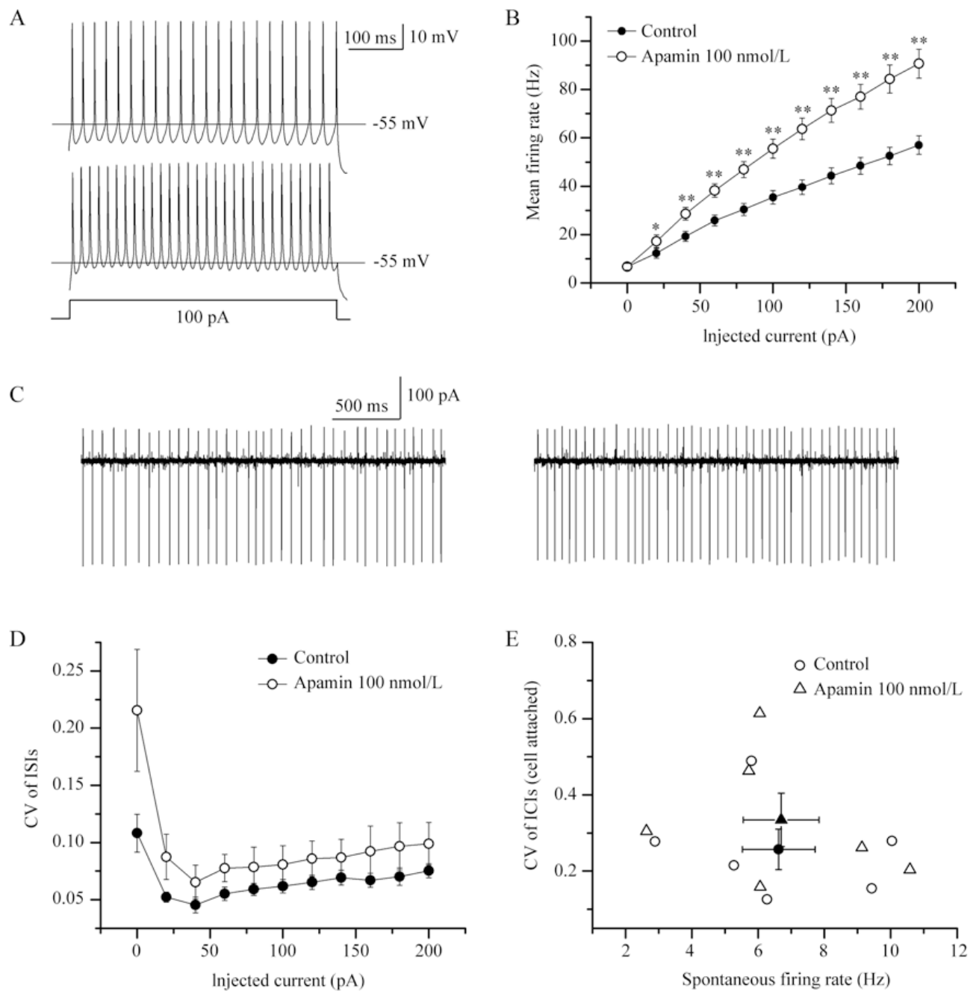 A
100 ms
10 mV
-55 mV
-55 mV
100 pA
B
Control
Apamin 100 nmol/L
Mean firing rate (Hz)
100
80
60
40
20
0
*
**
**
**
**
**
**
**
**
**
0 50 100 150 200
lnjected current (pA)
C
500 ms
100 pA
D
Control
Apamin 100 nmol/L
CV of ISIs
0.25
0.20
0.15
0.10
0.05
0 50 100 150 200
lnjected current (pA)
E
Control
Apamin 100 nmol/L
CV of ICIs (cell attached)
0.8
0.6
0.4
0.2
2 4 6 8 10 12
Spontaneous firing rate (Hz)